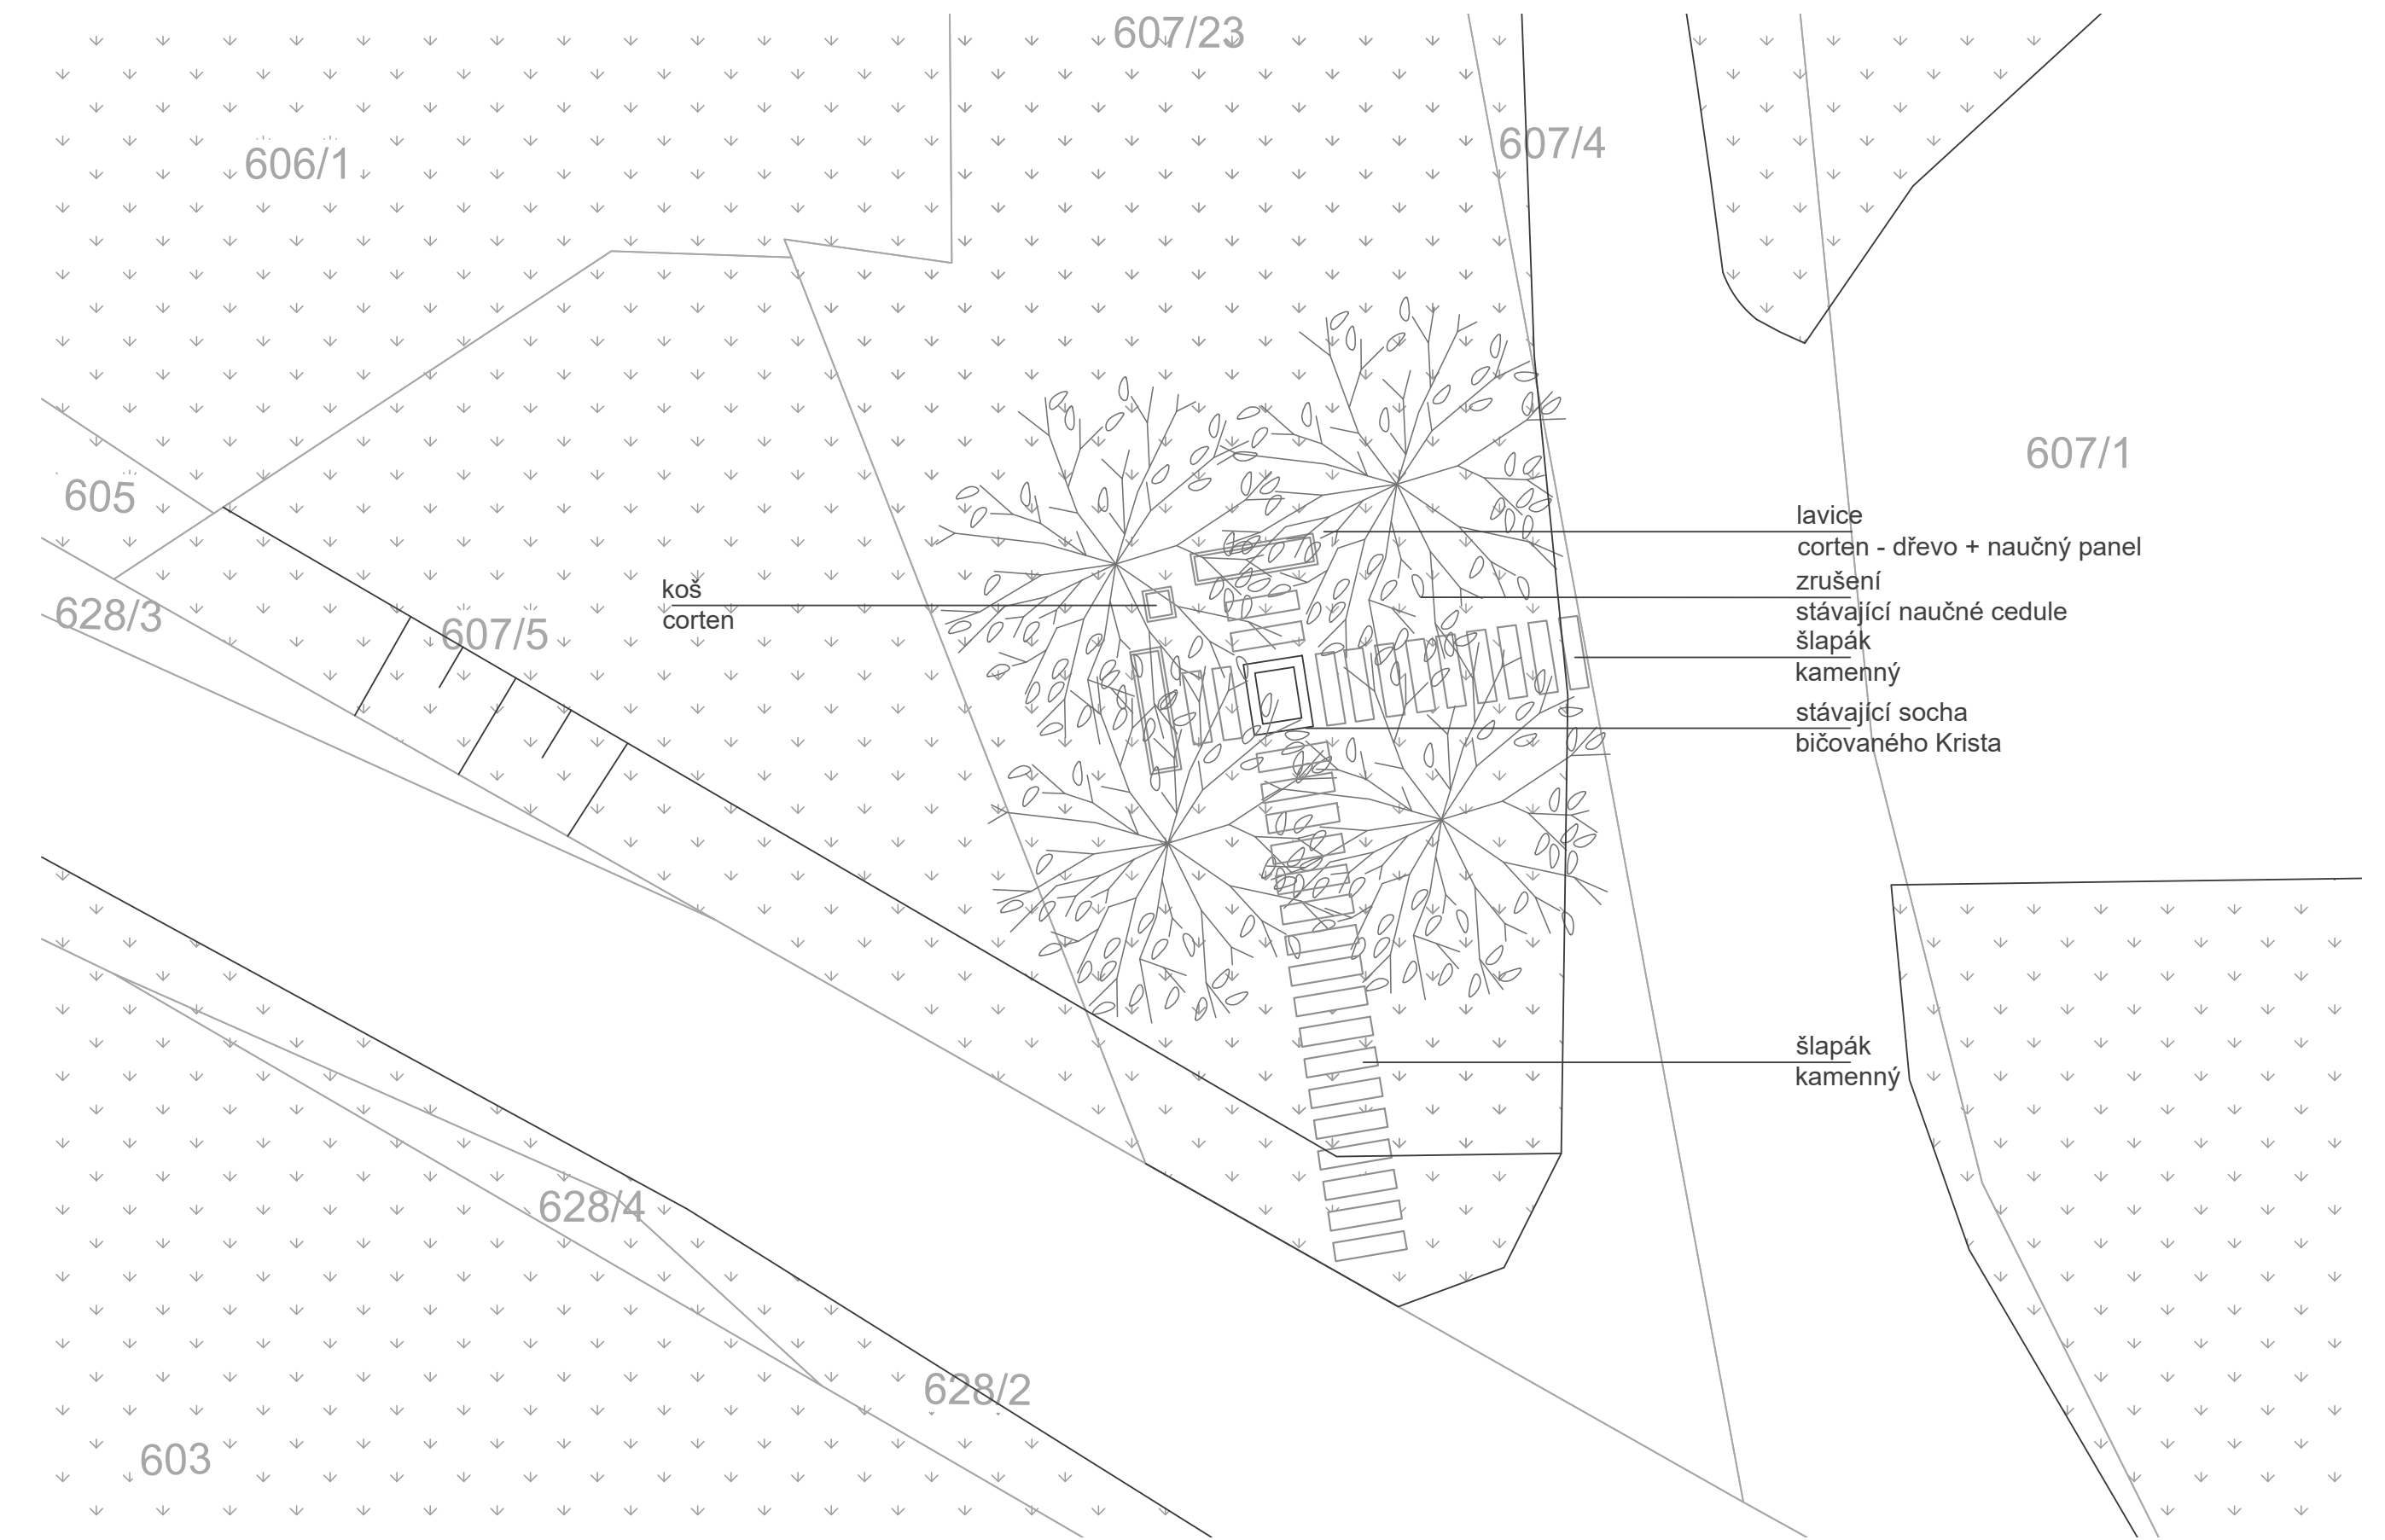 607/23
607/4
606/1
607/1
605
lavice
corten - dřevo + naučný panel
zrušení
stávající naučné cedule
koš
corten
628/3
607/5
šlapák
kamenný
stávající socha
bičovaného Krista
šlapák
kamenný
628/4
628/2
603